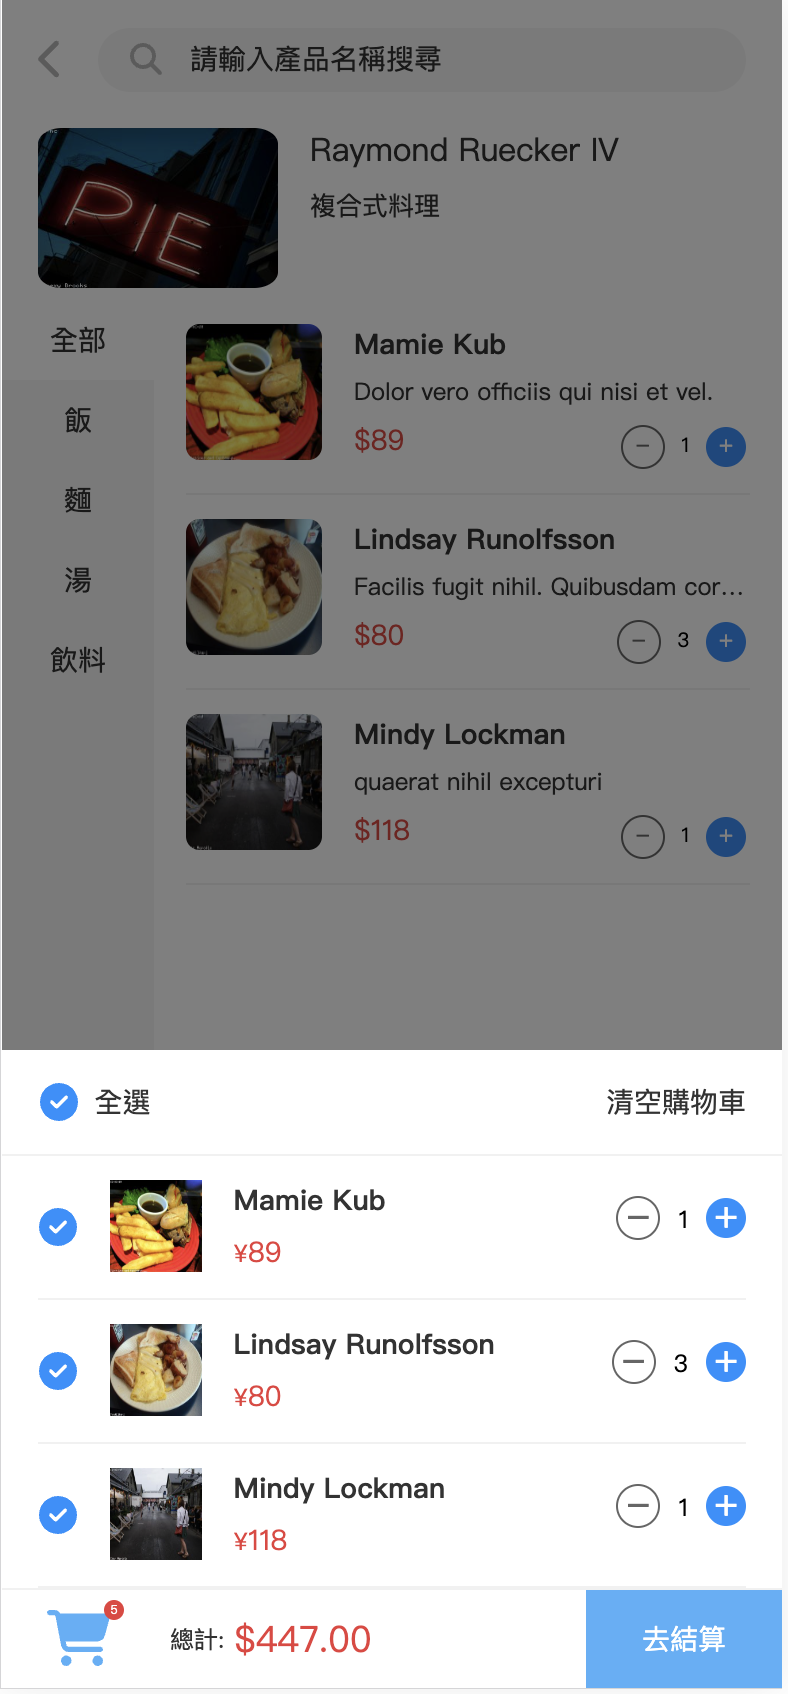 請輸入產品名稱搜尋
PIE
Raymond Ruecker IV
複合式料理
全部
飯
麵
湯
飲料
Mamie Kub
Dolor vero officiis qui nisi et vel.
$89
1
Lindsay Runolfsson
Facilis fugit nihil. Quibusdam cor...
$80
3
Mindy Lockman
quaerat nihil excepturi
$118
1
全選
清空購物車
Mamie Kub
¥89
1
Lindsay Runolfsson
¥80
3
Mindy Lockman
¥118
1
5
總計: $447.00
去結算